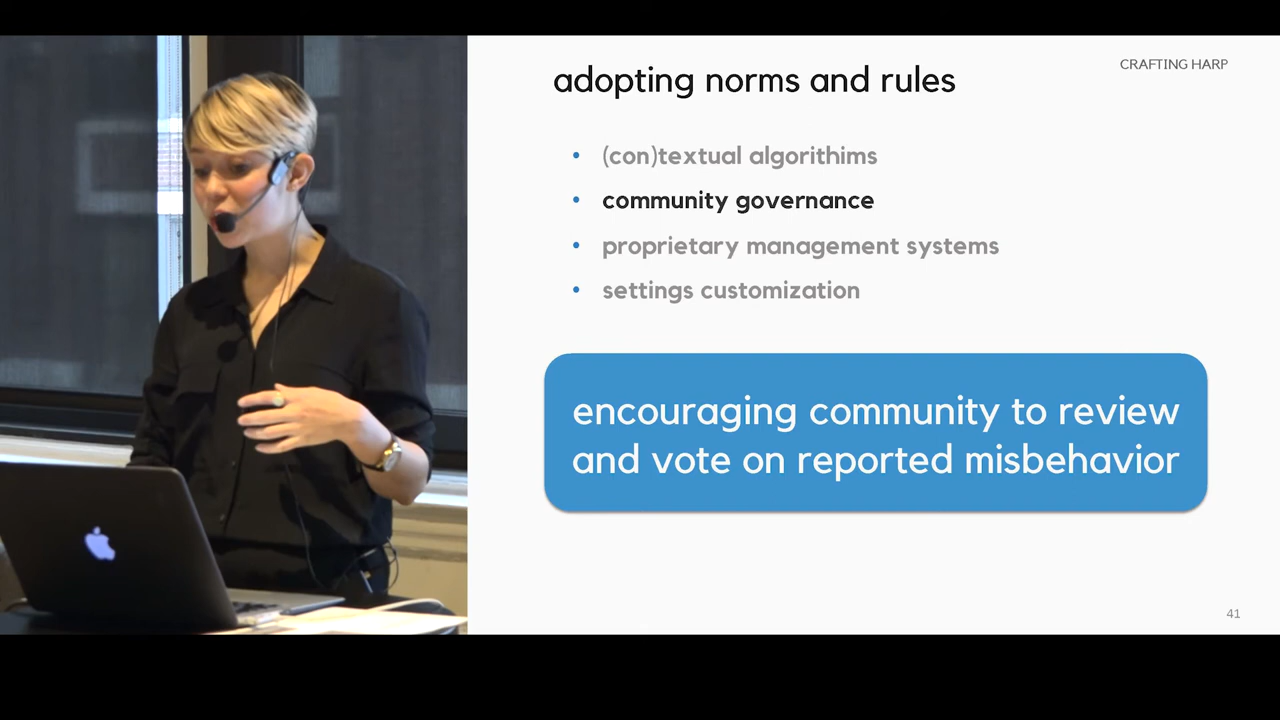 CRAFTING HARP
adopting norms and rules
(con)textual algorithims
community governance
proprietary management systems
settings customization
encouraging community to review
and vote on reported misbehavior
41